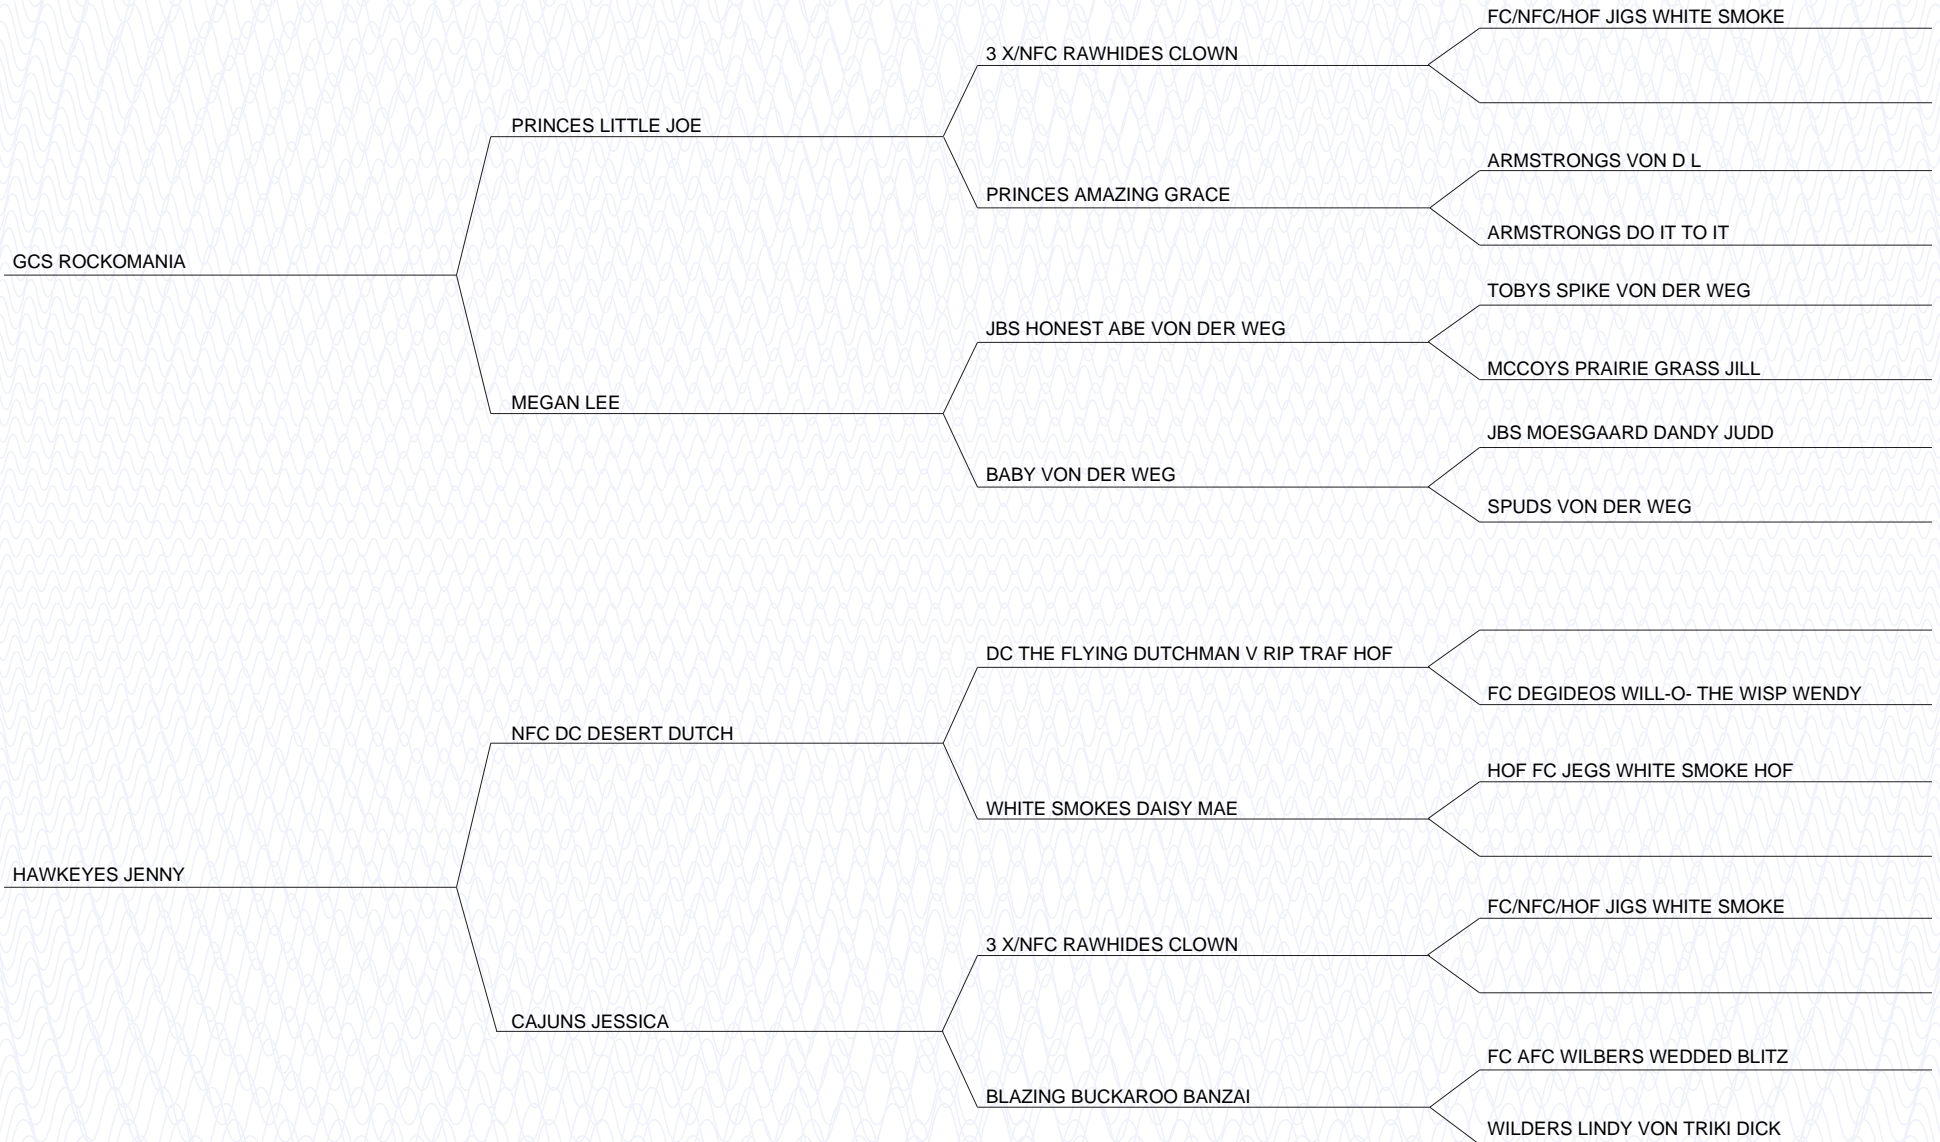 FC/NFC/HOF JIGS WHITE SMOKE
3 X/NFC RAWHIDES CLOWN
PRINCES LITTLE JOE
ARMSTRONGS VON D L
PRINCES AMAZING GRACE
ARMSTRONGS DO IT TO IT
GCS ROCKOMANIA
TOBYS SPIKE VON DER WEG
JBS HONEST ABE VON DER WEG
MCCOYS PRAIRIE GRASS JILL
MEGAN LEE
JBS MOESGAARD DANDY JUDD
BABY VON DER WEG
SPUDS VON DER WEG
DC THE FLYING DUTCHMAN V RIP TRAF HOF
FC DEGIDEOS WILL-O- THE WISP WENDY
NFC DC DESERT DUTCH
HOF FC JEGS WHITE SMOKE HOF
WHITE SMOKES DAISY MAE
HAWKEYES JENNY
FC/NFC/HOF JIGS WHITE SMOKE
3 X/NFC RAWHIDES CLOWN
CAJUNS JESSICA
FC AFC WILBERS WEDDED BLITZ
BLAZING BUCKAROO BANZAI
WILDERS LINDY VON TRIKI DICK